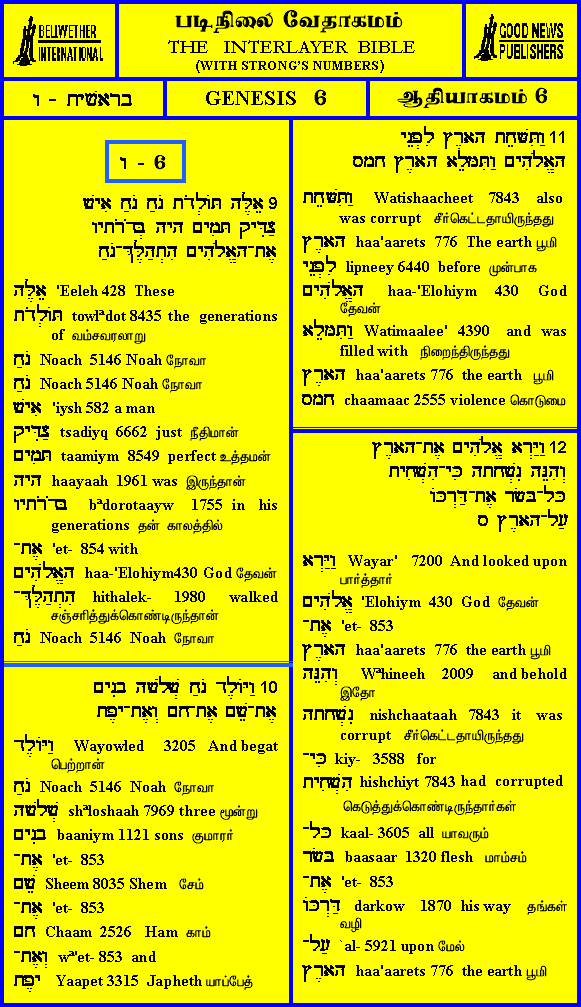 BELLWETHER
INTERNATIONAL
படிநிலை வேதாகமம்
THE INTERLAYER BIBLE
(WITH STRONG'S NUMBERS)
GOOD NEWS
PUBLISHERS
בראשית - ו
GENESIS 6
ஆதியாகமம் 6
ו - 6
9 אֵלֶּה תּוֹלְדֹת נֹחַ נֹחַ אִישׁ
צַדִּיק תָּמִים הָיָה בְּדֹרֹתָיו
אֶת־הָאֱלֹהִים הִתְהַלֶּךְ־נֹחַ
אֵלֶּה 'Eeleh 428 These
תּוֹלְדֹת towlªdot 8435 the generations
of வம்சவரலாறு
נֹחַ Noach 5146 Noah நோவா
נֹחַ Noach 5146 Noah நோவா
אִישׁ 'iysh 582 a man
צַדִּיק tsadiyq 6662 just நீதிமான்
תָּמִים taamiym 8549 perfect உத்தமன்
הָיָה haayaah 1961 was இருந்தான்
בְּדֹרֹתָיו bªdorotaayw 1755 in his
generations தன் காலத்தில்
אֶת־ 'et- 854 with
הָאֱלֹהִים haa-'Elohiym430 God தேவன்
הִתְהַלֶּךְ־ hithalek- 1980 walked
சஞ்சரித்துக்கொண்டிருந்தான்
נֹחַ Noach 5146 Noah நோவா
10 וַיּוֹלֶד נֹחַ שְׁלֹשָׁה בָנִים
אֶת־שֵׁם אֶת־חָם וְאֶת־יָפֶת
וַיּוֹלֶד Wayowled 3205 And begat
பெற்றான்
נֹחַ Noach 5146 Noah நோவா
שְׁלֹשָׁה shªloshaah 7969 three மூன்று
בָנִים baaniym 1121 sons குமாரர்
אֶת־ 'et- 853
שֵׁם Sheem 8035 Shem சேம்
אֶת־ 'et- 853
חָם Chaam 2526 Ham காம்
וְאֶת־ wª'et- 853 and
יָפֶת Yaapet 3315 Japheth யாப்பேத்
11 וַתִּשָּׁחֵת הָאָרֶץ לִפְנֵי
הָאֱלֹהִים וַתִּמָּלֵא הָאָרֶץ חָמָס
וַתִּשָּׁחֵת Watishaacheet 7843 also
was corrupt சீர்கெட்டதாயிருந்தது
הָאָרֶץ haa'aarets 776 The earth பூமி
לִפְנֵי lipneey 6440 before முன்பாக
הָאֱלֹהִים haa-'Elohiym 430 God
தேவன்
וַתִּמָּלֵא Watimaalee' 4390 and was
filled with நிறைந்திருந்தது
הָאָרֶץ haa'aarets 776 the earth பூமி
חָמָס chaamaac 2555 violence கொடுமை
12 וַיַּרְא אֱלֹהִים אֶת־הָאָרֶץ
וְהִנֵּה נִשְׁחָתָה כִּי־הִשְׁחִית
כָּל־בָּשָׂר אֶת־דַּרְכּוֹ
עַל־הָאָרֶץ ס
וַיַּרְא Wayar' 7200 And looked upon
பார்த்தார்
אֱלֹהִים 'Elohiym 430 God தேவன்
אֶת־ 'et- 853
הָאָרֶץ haa'aarets 776 the earth பூமி
וְהִנֵּה Wªhineeh 2009 and behold
இதோ
נִשְׁחָתָה nishchaataah 7843 it was
corrupt சீர்கெட்டதாயிருந்தது
כִּי־ kiy- 3588 for
הִשְׁחִית hishchiyt 7843 had corrupted
கெடுத்துக்கொண்டிருந்தார்கள்
כָּל־ kaal- 3605 all யாவரும்
בָּשָׂר baasaar 1320 flesh மாம்சம்
אֶת־ 'et- 853
דַּרְכּוֹ darkow 1870 his way தங்கள்
வழி
עַל־ `al- 5921 upon மேல்
הָאָרֶץ haa'aarets 776 the earth பூமி